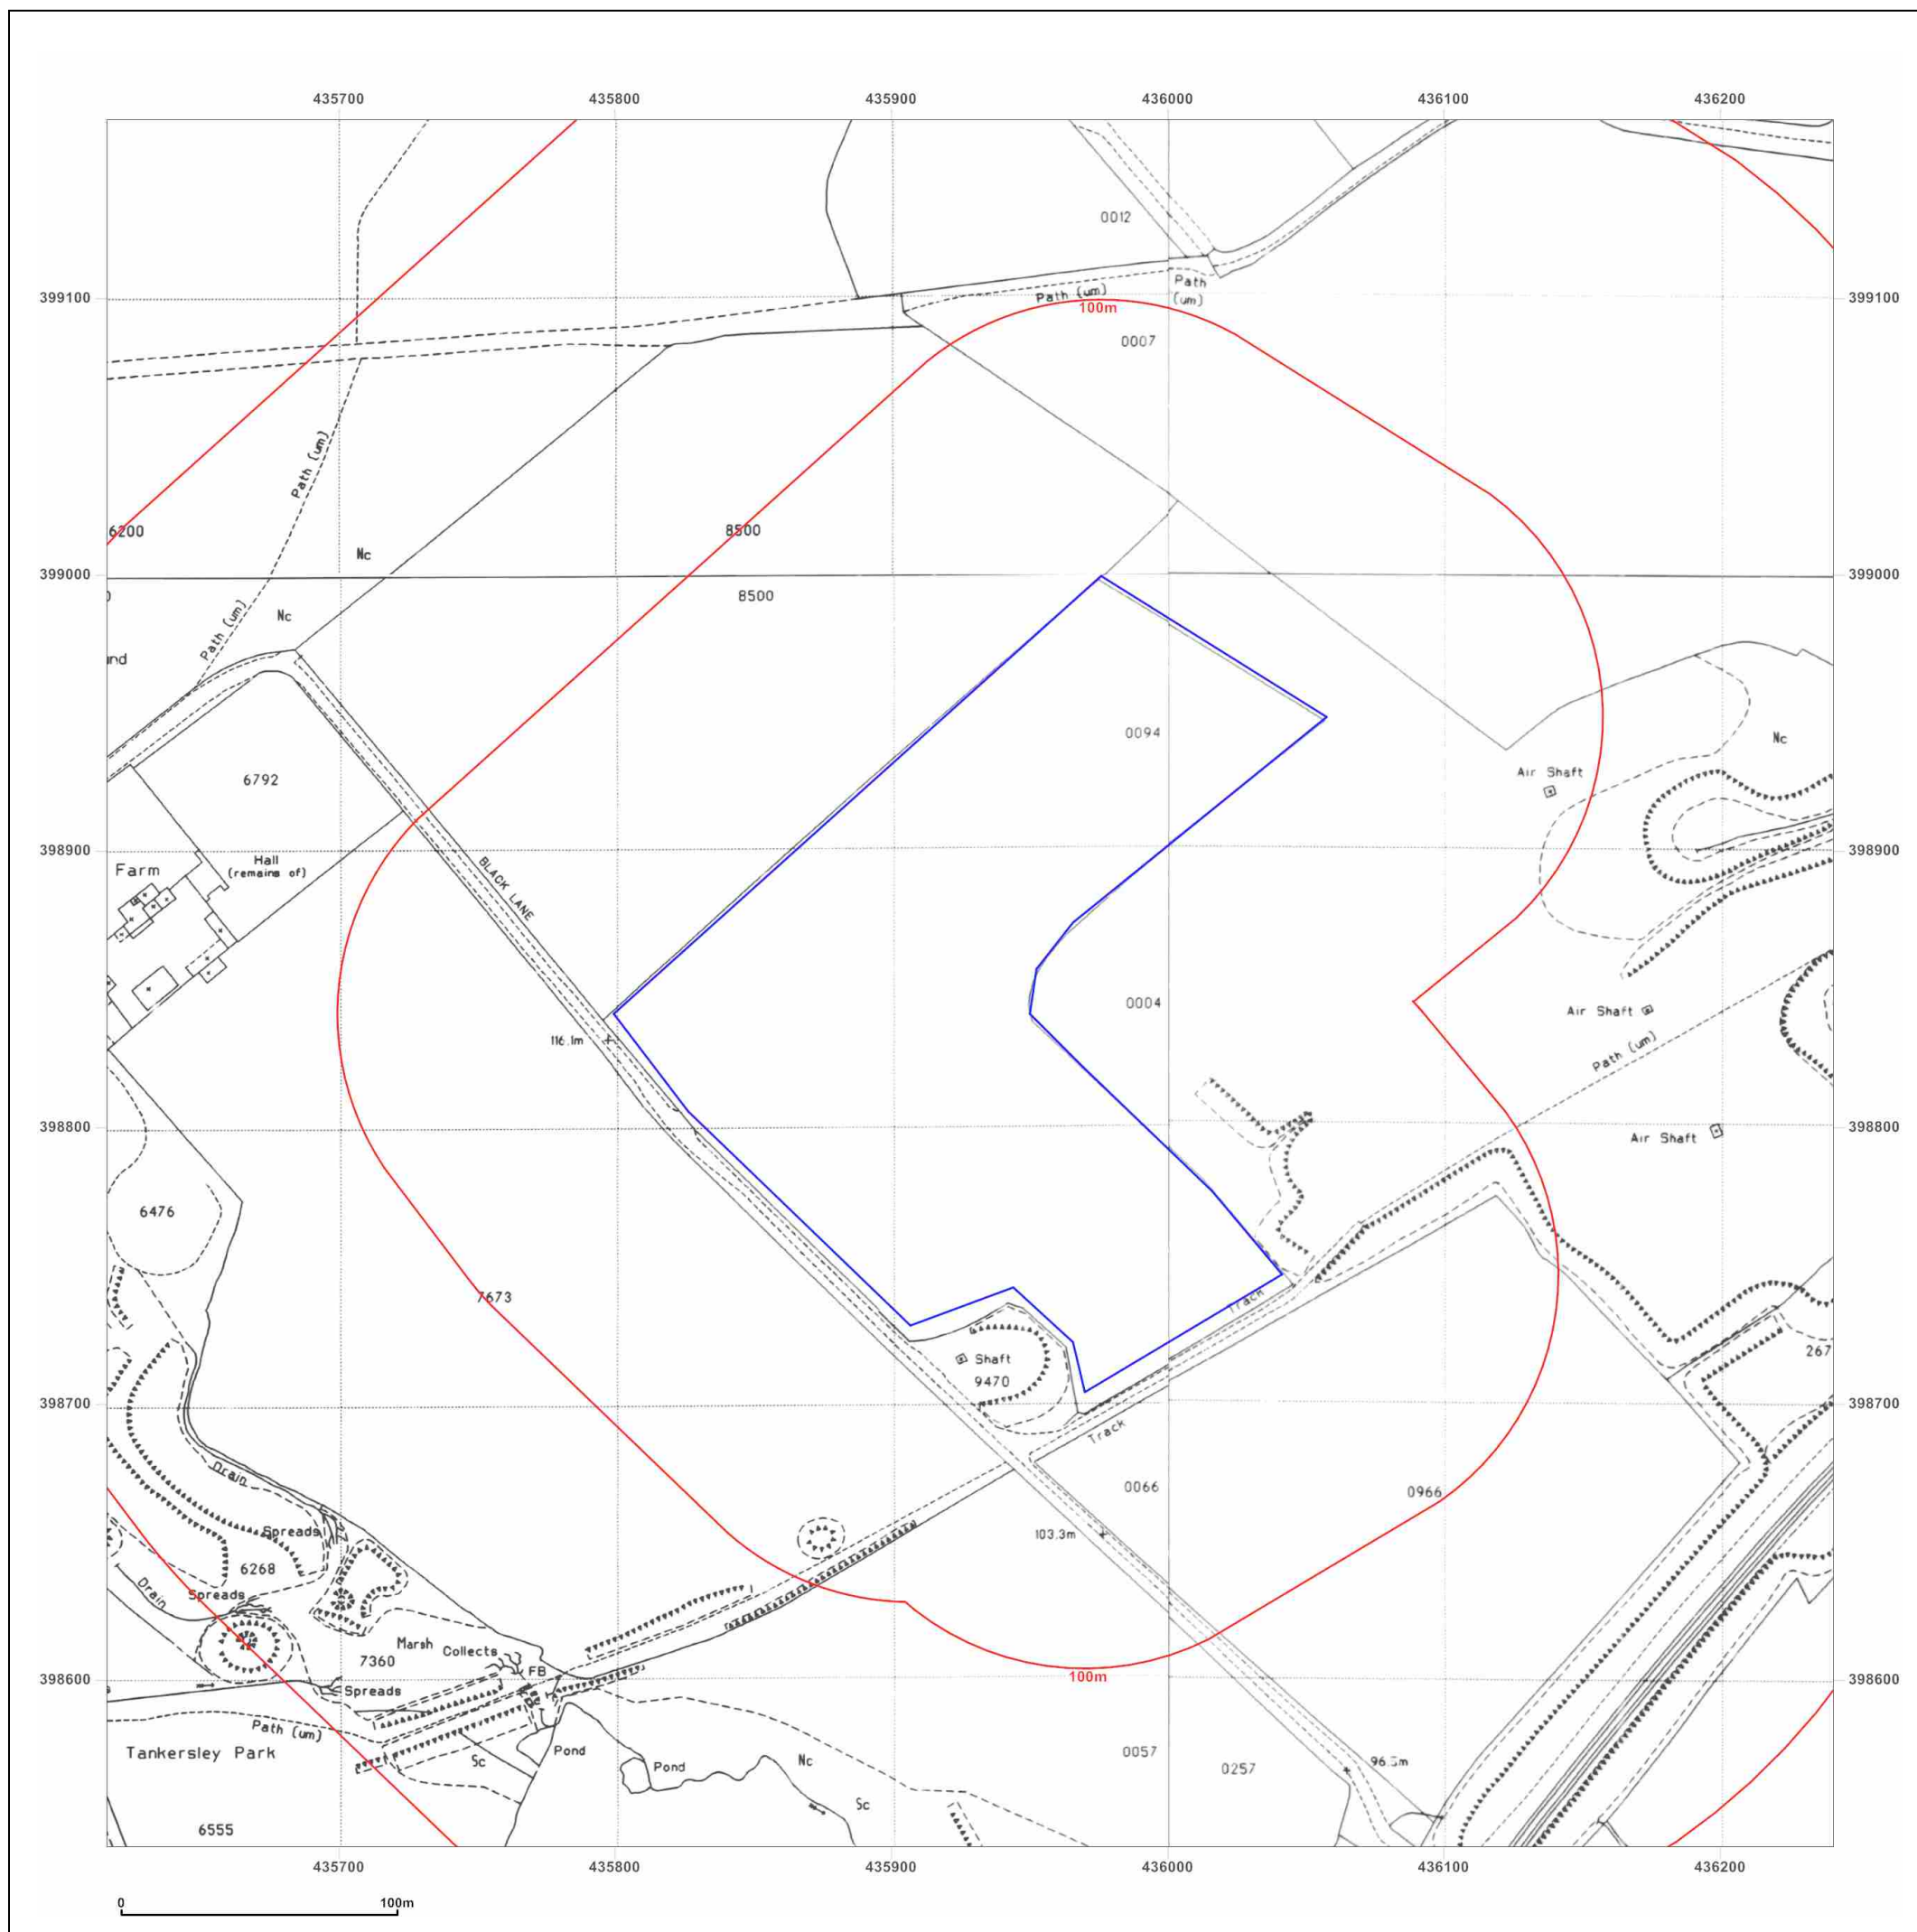 435700 435800 435900 436000 436100 436200
0012
399100 Path (um) Path 399100
(um)
100m
0007
Path (um)
6200 8500
Nc
399000 399000
8500
Nc
Path (um)
und
0094 Nc
Air Shaft
6792
398900 398900
Hall
Farm (remains of)
BLACK LANE
0004
Air Shaft
116.1m
Path (um)
398800 398800
Air Shaft
6476
7673 Track
Shaft 267
9470
398700 398700
Track
Drain
0066 0966
Spreads 103.3m
6268
Drain Spreads
Marsh Collects
7360 FB
398600 Spreads 100m 398600
Path (um)
Tankersley Park Sc Pond Pond Nc 0057 0257 96.5m
Sc
6555
435700 435800 435900 436000 436100 436200
0 100m